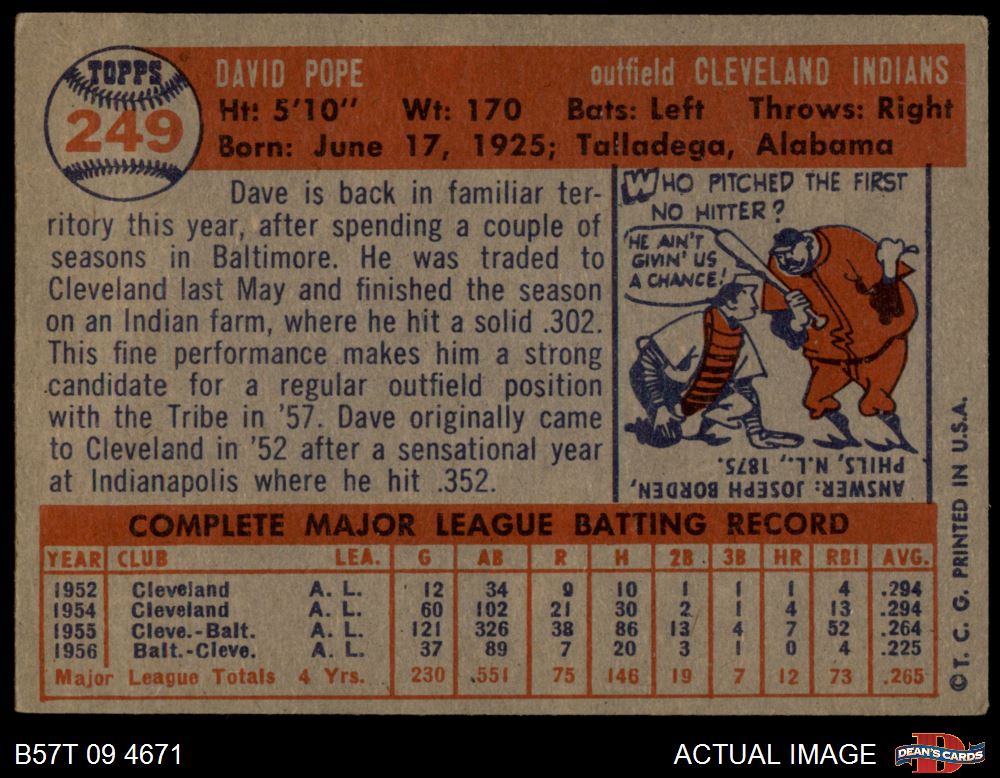 TOPPS
249
DAVID POPE outfield CLEVELAND INDIANS
Ht: 5'10" Wt: 170 Bats: Left Throws: Right
Born: June 17, 1925; Talladega, Alabama
Dave is back in familiar ter-
ritory this year, after spending a couple of
seasons in Baltimore. He was traded to
Cleveland last May and finished the season
on an Indian farm, where he hit a solid .302.
This fine performance makes him a strong
candidate for a regular outfield position
with the Tribe in '57. Dave originally came
to Cleveland in '52 after a sensational year
at Indianapolis where he hit .352.
WHO PITCHED THE FIRST
NO HITTER?
"HE AIN'T
GIVIN' US
A CHANCE!"
ANSWER: JOSEPH BORDEN,
PHILS, N.L., 1875.
COMPLETE MAJOR LEAGUE BATTING RECORD
YEAR CLUB LEA. G AB R H 2B 3B HR RBI AVG.
1952 Cleveland A. L. 12 34 9 10 1 1 1 4 .294
1954 Cleveland A. L. 60 102 21 30 2 1 4 13 .294
1955 Cleve.-Balt. A. L. 121 326 38 86 13 4 7 52 .264
1956 Balt.-Cleve. A. L. 37 89 7 20 3 1 0 4 .225
Major League Totals 4 Yrs. 230 551 75 146 19 7 12 73 .265
© T. C. G. PRINTED IN U.S.A.
B57T 09 4671 ACTUAL IMAGE DEAN'S CARDS